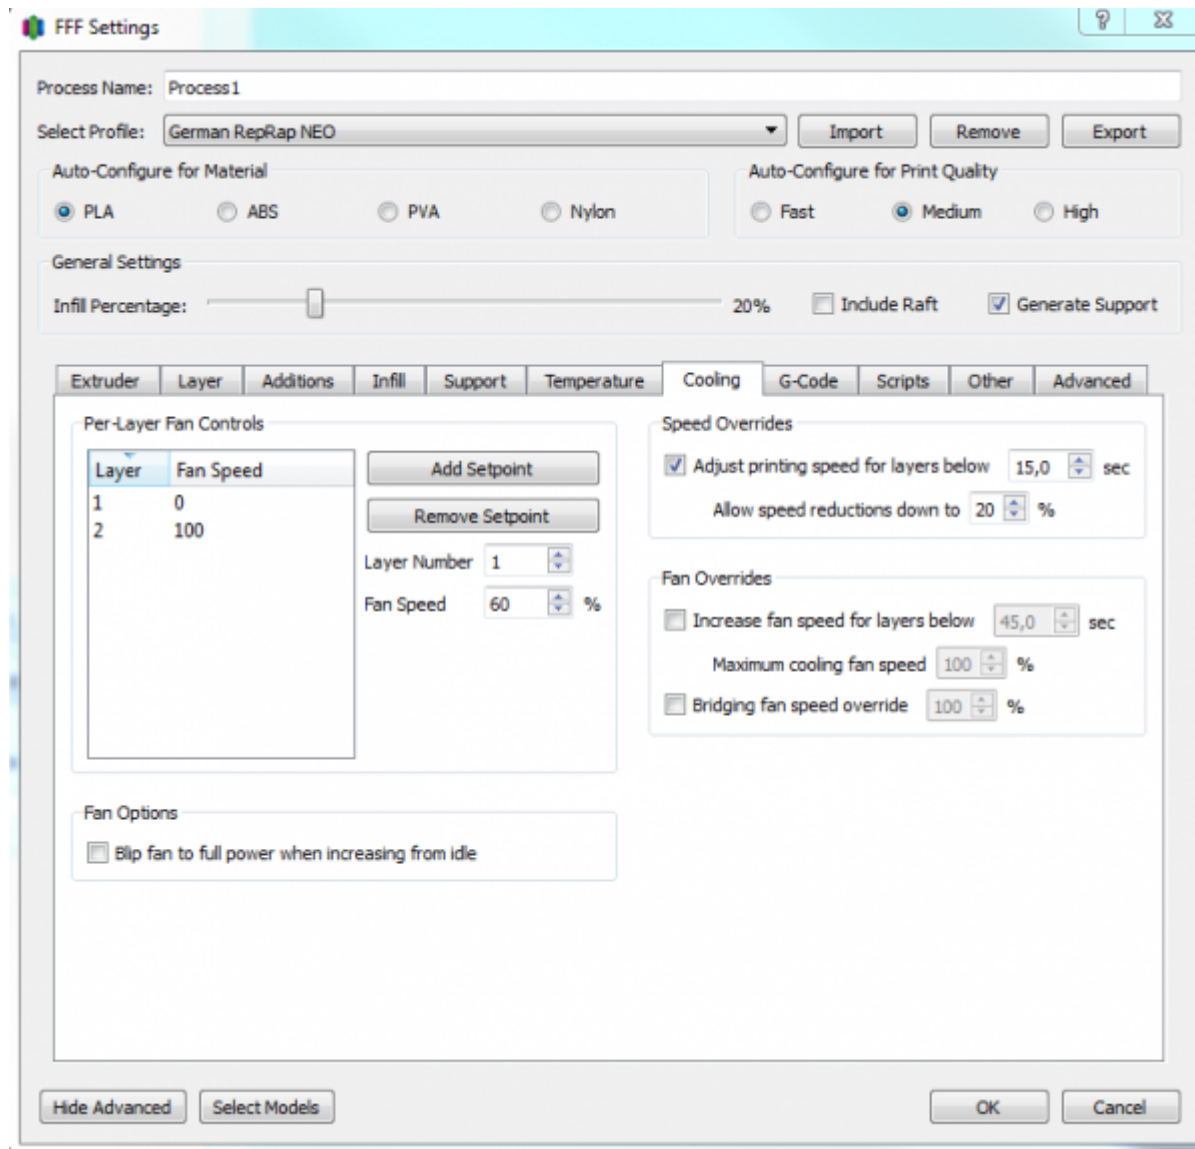 FFF Settings
Process Name: Process1
Select Profile: German RepRap NEO Import Remove Export
Auto-Configure for Material Auto-Configure for Print Quality
PLA ABS PVA Nylon Fast Medium High
General Settings
Infill Percentage: 20% Include Raft Generate Support
Extruder Layer Additions Infill Support Temperature Cooling G-Code Scripts Other Advanced
Per-Layer Fan Controls
Layer Fan Speed
1 0
2 100
Add Setpoint
Remove Setpoint
Layer Number 1
Fan Speed 60 %
Speed Overrides
Adjust printing speed for layers below 15,0 sec
Allow speed reductions down to 20 %
Fan Overrides
Increase fan speed for layers below 45,0 sec
Maximum cooling fan speed 100 %
Bridging fan speed override 100 %
Fan Options
Blip fan to full power when increasing from idle
Hide Advanced Select Models OK Cancel